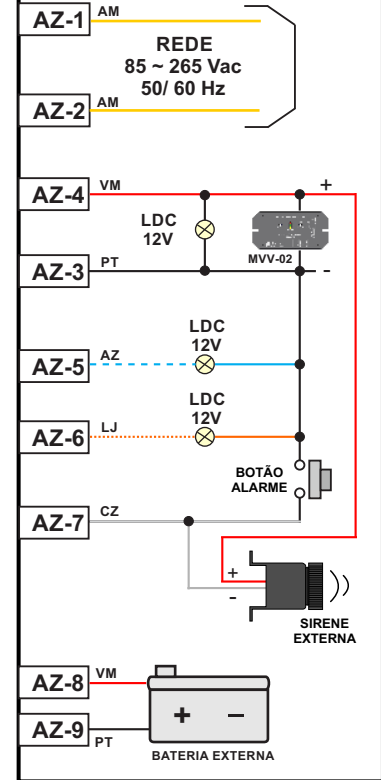 AZ-1
AM
REDE
85 ~ 265 Vac
50/ 60 Hz
AZ-2
AM
AZ-4
VM
+
LDC
12V
MVV-02
AZ-3
PT
-
LDC
12V
AZ-5
AZ
LDC
12V
AZ-6
LJ
BOTÃO
ALARME
AZ-7
CZ
+
-
SIRENE
EXTERNA
AZ-8
VM
+ −
AZ-9
PT
BATERIA EXTERNA